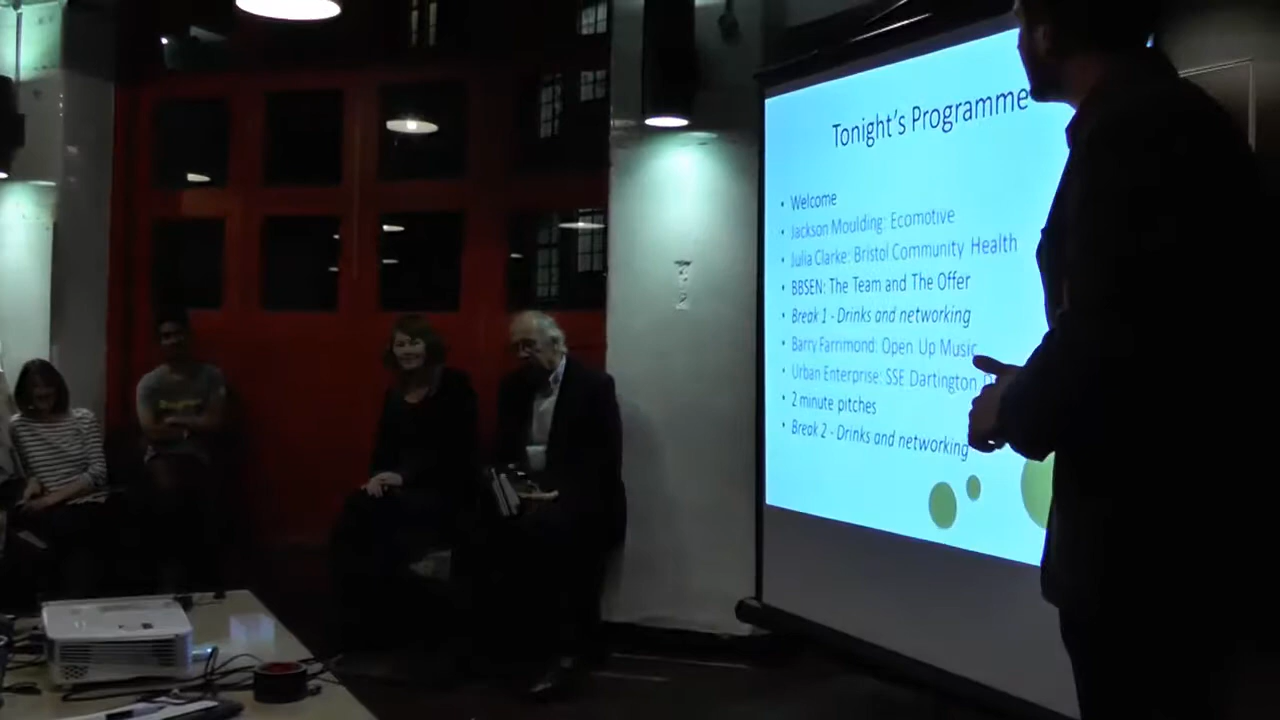 Tonight's Programme
• Welcome
• Jackson Moulding: Ecomotive
• Julia Clarke: Bristol Community Health
• BBSEN: The Team and The Offer
• Break 1 - Drinks and networking
• Barry Farrimond: Open Up Music
• Urban Enterprise: SSE Dartington
• 2 minute pitches
• Break 2 - Drinks and networking